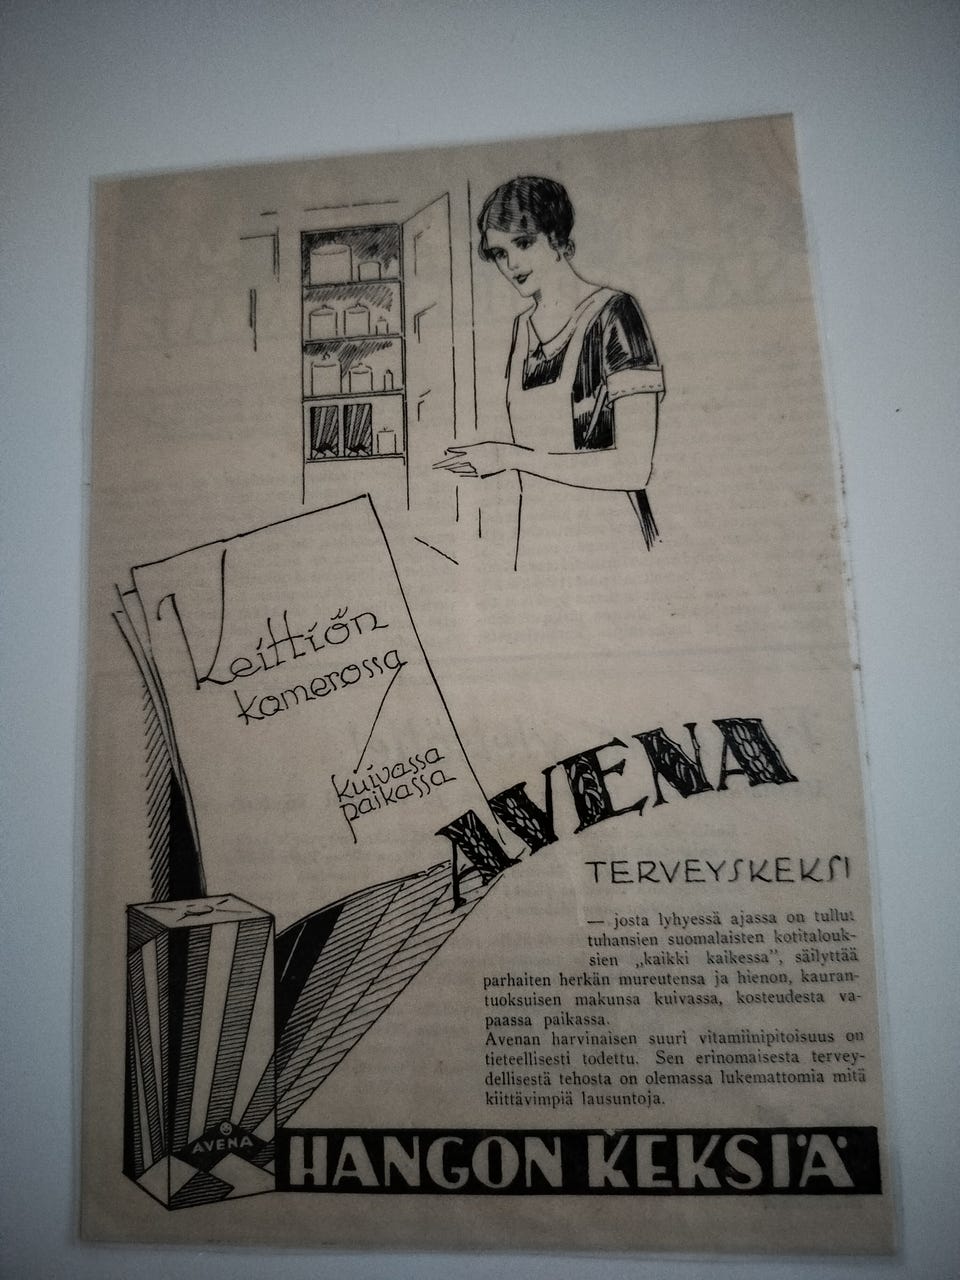 Keittiön
kamerossa
kuivassa
paikassa
AVENA
TERVEYSKEKSI
— josta lyhyessä ajassa on tullut
tuhansien suomalaisten kotitalouk-
sien „kaikki kaikessa", säilyttää
parhaiten herkän mureutensa ja hienon, kauran-
tuoksuisen makunsa kuivassa, kosteudesta va-
paassa paikassa.
Avenan harvinaisen suuri vitamiinipitoisuus on
tieteellisesti todettu. Sen erinomaisesta tervey-
dellisestä tehosta on olemassa lukemattomia mitä
kiittävimpiä lausuntoja.
AVENA
HANGON KEKSIÄ